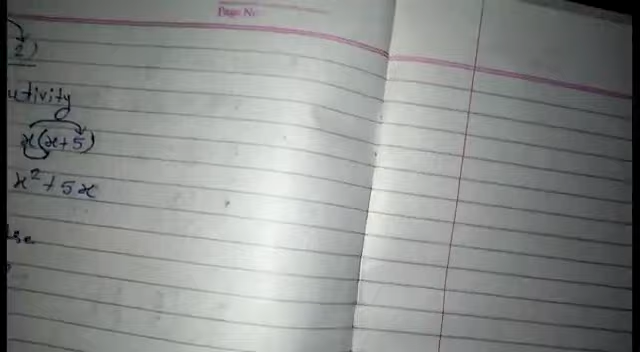 Page No
2)
utivity
x(x+5)
x²+5x